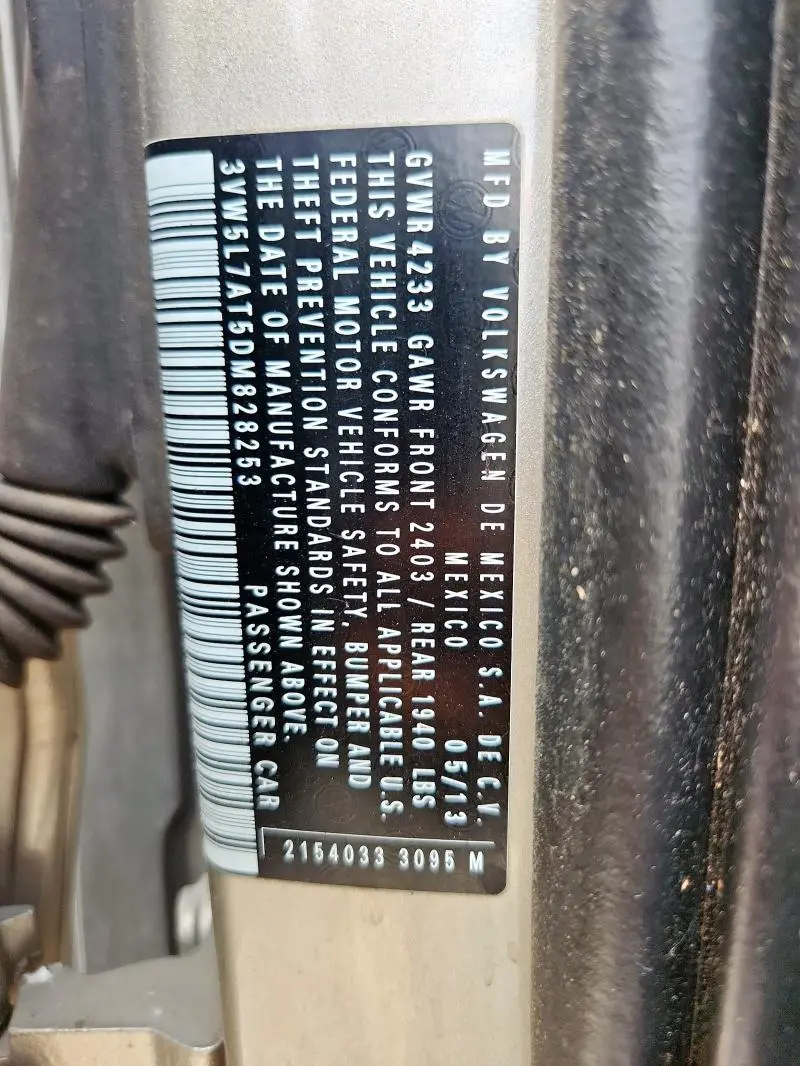 MFD BY VOLKSWAGEN DE MEXICO S.A. DE C.V.
MEXICO 05/13
GVWR 4233 GAWR FRONT 2403 / REAR 1940 LBS
THIS VEHICLE CONFORMS TO ALL APPLICABLE U.S.
FEDERAL MOTOR VEHICLE SAFETY, BUMPER AND
THEFT PREVENTION STANDARDS IN EFFECT ON
THE DATE OF MANUFACTURE SHOWN ABOVE.
3VW5L7AT5DM828253 PASSENGER CAR
2154033 3095 M